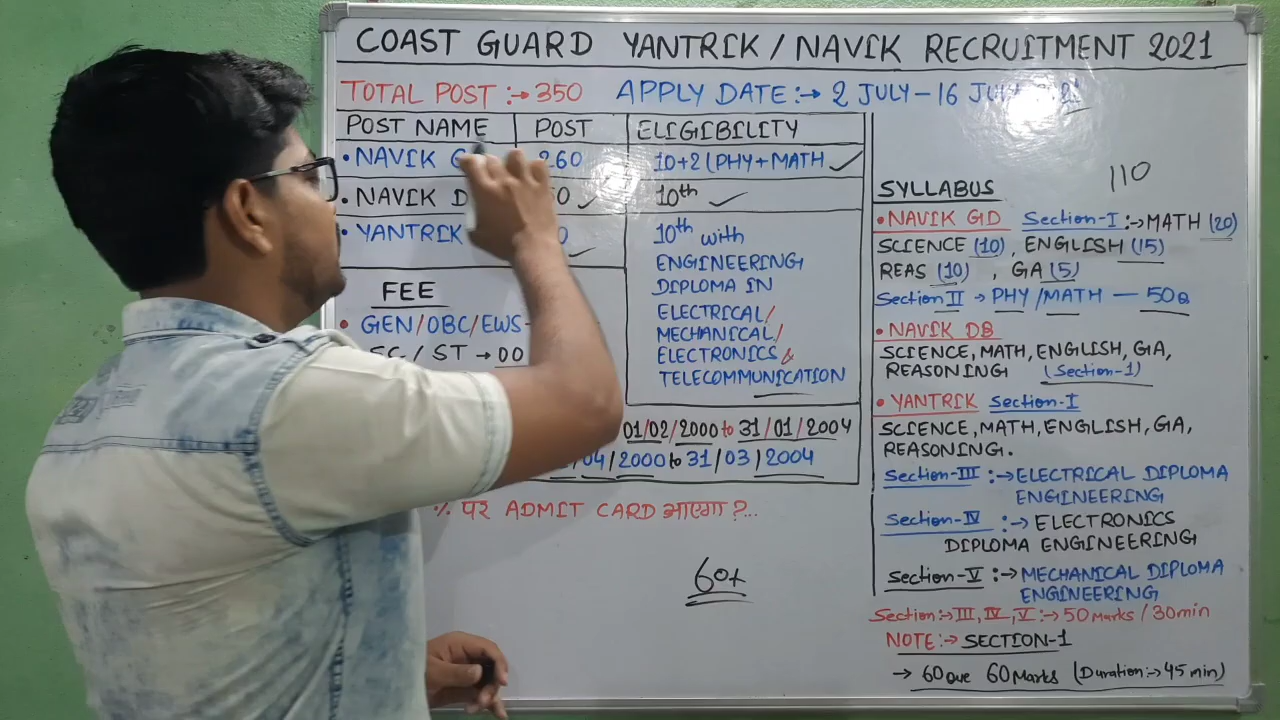 COAST GUARD YANTRIK / NAVIK RECRUITMENT 2021
TOTAL POST :→ 350 APPLY DATE :→ 2 JULY – 16
POST NAME POST ELIGIBILITY
• NAVIK 260 10+2 (PHY+MATH ✓
• NAVIK ✓ 10th ✓
• YANTRIK ✓ 10th with
ENGINEERING
DIPLOMA IN
ELECTRICAL/
MECHANICAL/
ELECTRONICS &
TELECOMMUNICATION
FEE
• GEN/OBC/EWS-
SC / ST → 00
01/02/2000 to 31/01/2004
04/2000 to 31/03/2004
% पर ADMIT CARD आएगा ?..
60+
110
SYLLABUS
• NAVIK GD Section-I :→ MATH (20)
SCIENCE (10) , ENGLISH (15)
REAS (10) , GA (5)
Section II → PHY/MATH — 50Q
• NAVIK DB
SCIENCE, MATH, ENGLISH, GA,
REASONING (Section-1)
• YANTRIK Section-I
SCIENCE, MATH, ENGLISH, GA,
REASONING.
Section-III :→ ELECTRICAL DIPLOMA
ENGINEERING
Section-IV :→ ELECTRONICS
DIPLOMA ENGINEERING
Section-V :→ MECHANICAL DIPLOMA
ENGINEERING
Section :→ III, IV, V :→ 50 Marks / 30min
NOTE :→ SECTION-1
→ 60 Que 60 Marks (Duration :→ 45 min)